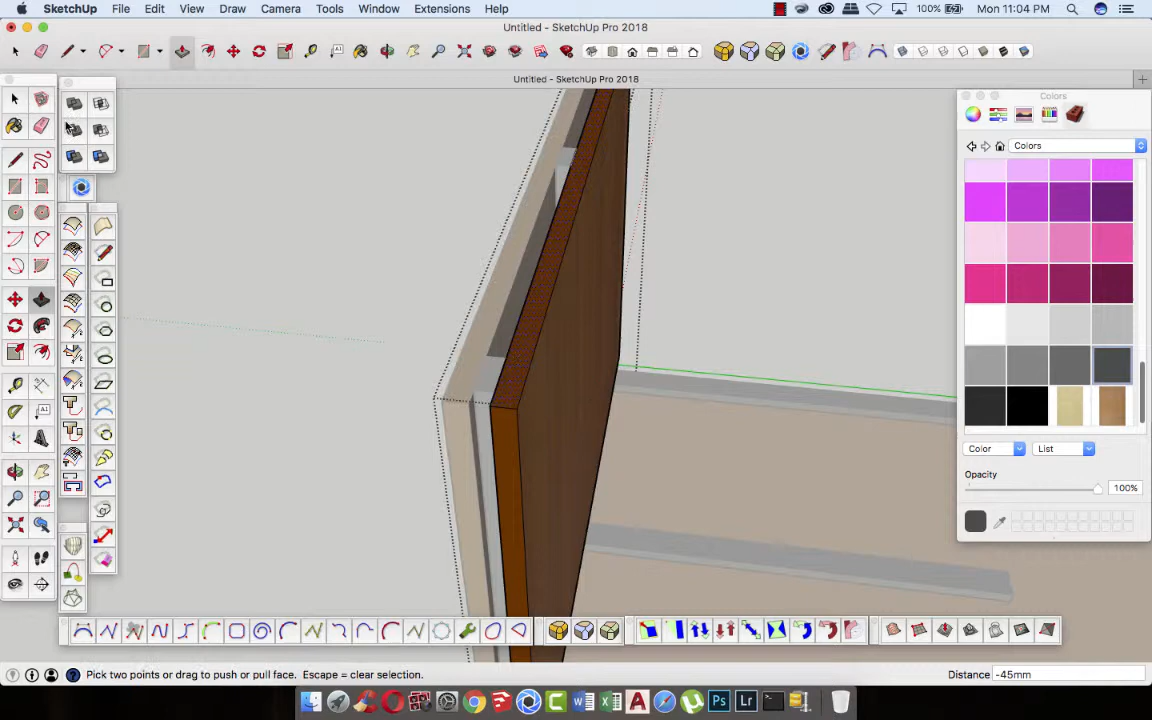 SketchUp File Edit View Draw Camera Tools Window Extensions Help 100% Mon 11:04 PM
Untitled - SketchUp Pro 2018
Untitled - SketchUp Pro 2018
Colors
Colors
Color List
Opacity
100%
Pick two points or drag to push or pull face. Escape = clear selection. Distance -45mm
Ps Lr